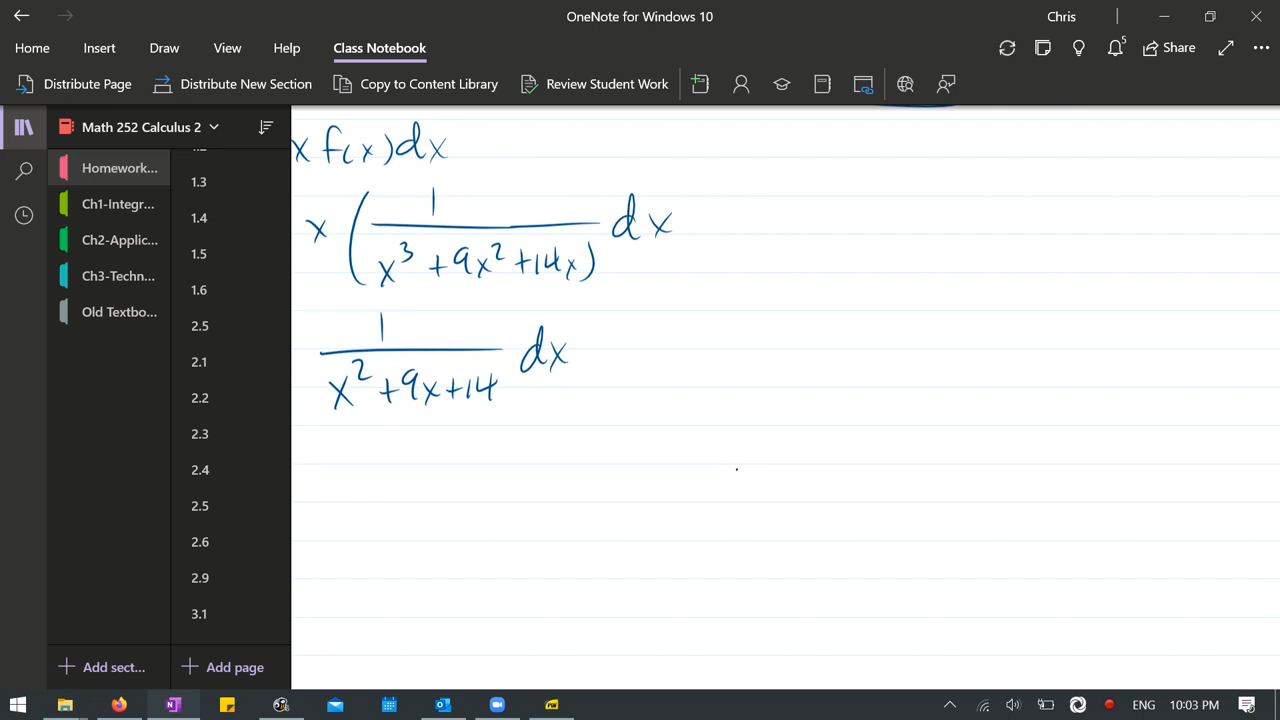 OneNote for Windows 10
Chris
Home Insert Draw View Help Class Notebook
5
Share
Distribute Page Distribute New Section Copy to Content Library Review Student Work
Math 252 Calculus 2
Homework...
Ch1-Integr...
Ch2-Applic...
Ch3-Techn...
Old Textbo...
1.3
1.4
1.5
1.6
2.5
2.1
2.2
2.3
2.4
2.5
2.6
2.9
3.1
Add sect...
Add page
x f(x)dx
x ( 1 / x³ + 9x² + 14x ) dx
1 / x² + 9x + 14 dx
ENG 10:03 PM